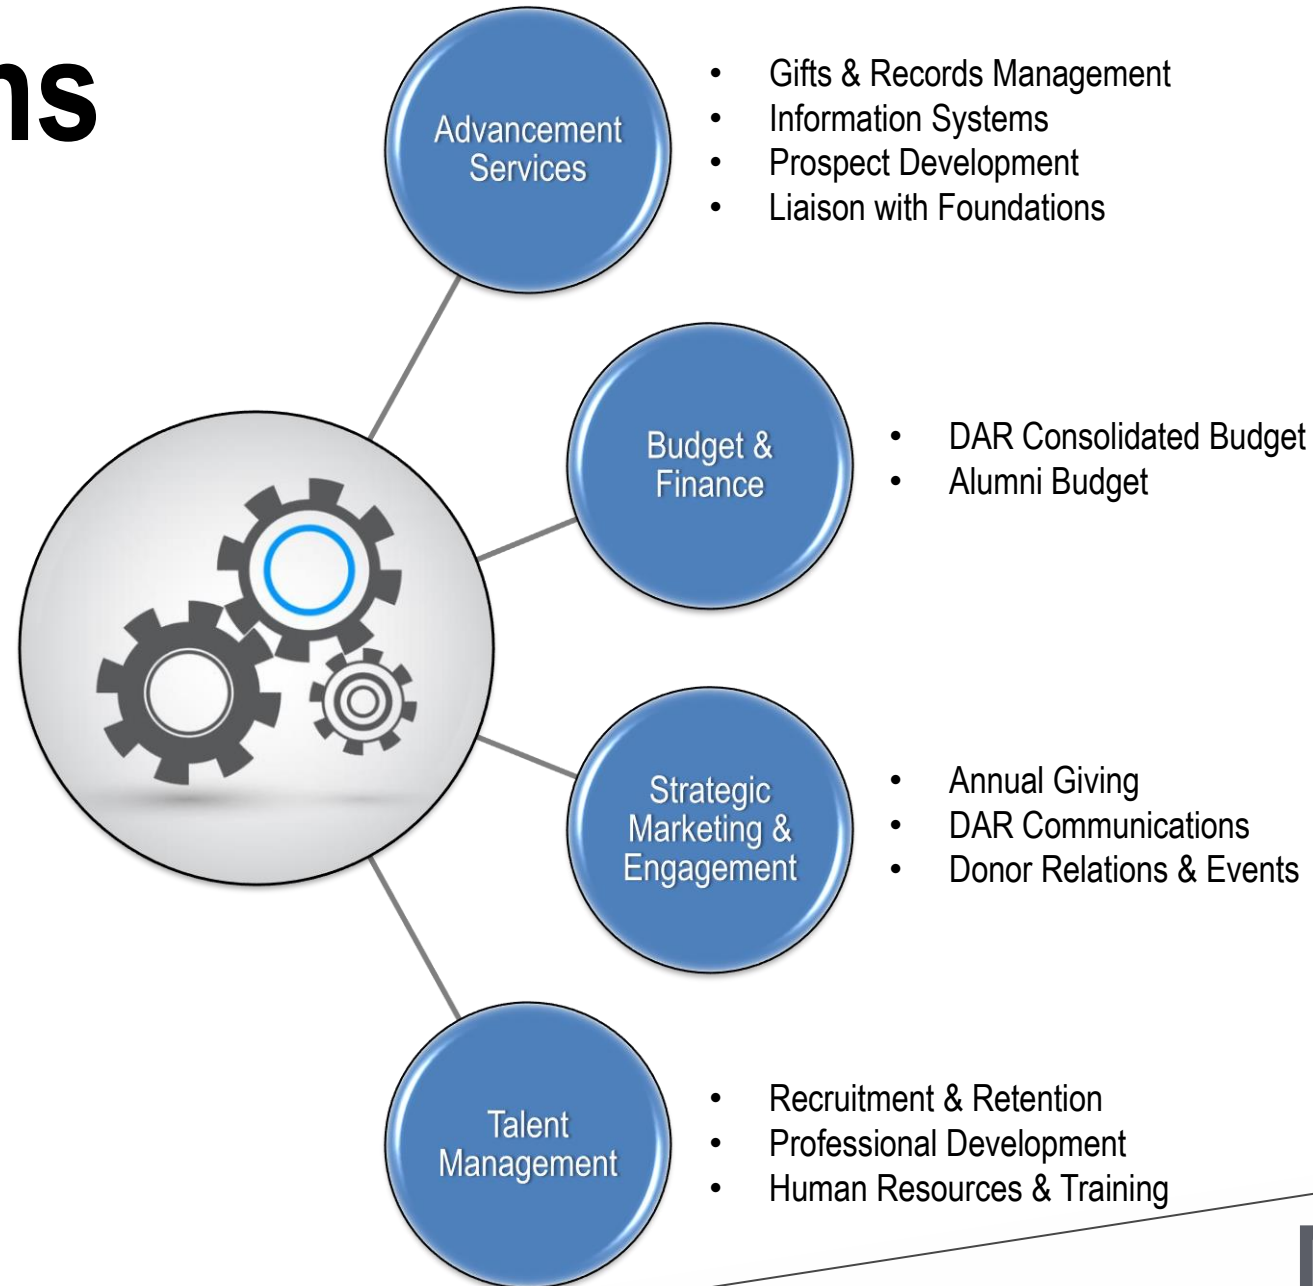 ns
Advancement
Services
• Gifts & Records Management
• Information Systems
• Prospect Development
• Liaison with Foundations
Budget &
Finance
• DAR Consolidated Budget
• Alumni Budget
Strategic
Marketing &
Engagement
• Annual Giving
• DAR Communications
• Donor Relations & Events
Talent
Management
• Recruitment & Retention
• Professional Development
• Human Resources & Training